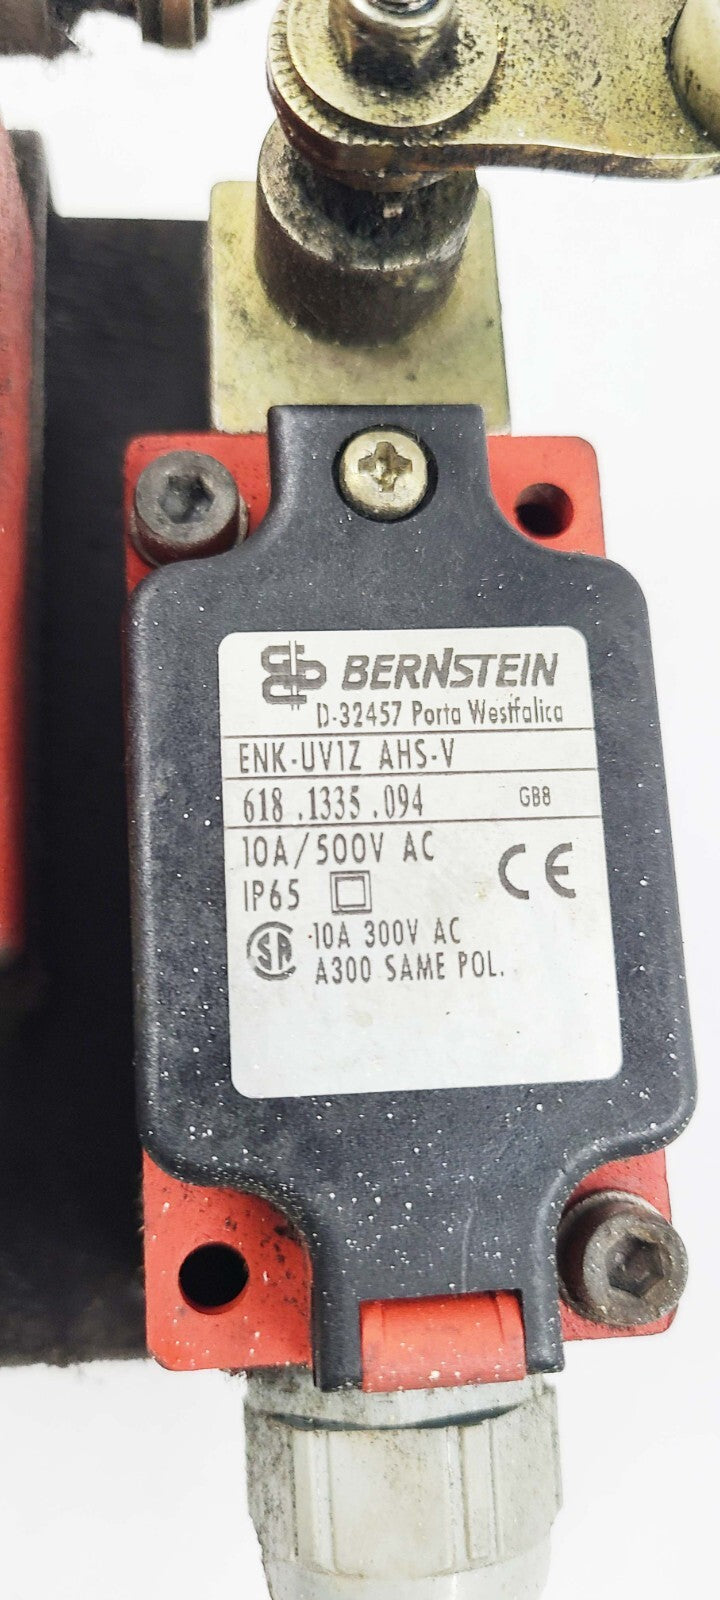 BERNSTEIN
D-32457 Porta Westfalica
ENK-UV1Z AHS-V
618.1335.094 GB8
10A/500V AC
CE
IP65
SA 10A 300V AC
A300 SAME POL.